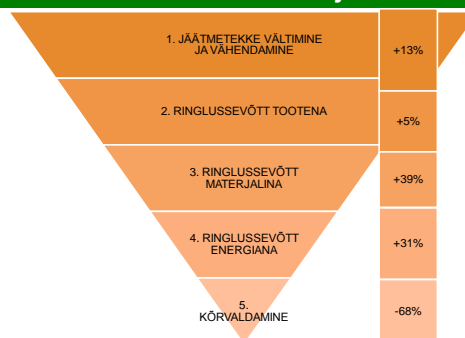 1. JÄÄTMETEKKE VÄLTIMINE
JA VÄHENDAMINE
+13%
2. RINGLUSSEVÕTT TOOTENA
+5%
3. RINGLUSSEVÕTT
MATERJALINA
+39%
4. RINGLUSSEVÕTT
ENERGIANA
+31%
5.
KÕRVALDAMINE
-68%